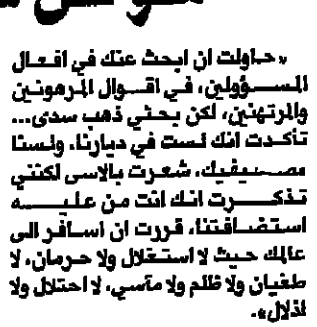 «حاولت ان ابحث عنك في افعال
المسؤولين، في اقوال المرهونين
والمرتهنين، لكن بحثي ذهب سدى...
تأكدت انك لست في ديارنا، ولسنا
مضيفيك، شعرت بالاسى لكنني
تذكرت انك انت من عليه
استضافتنا، قررت ان اسافر الى
عالمك حيث لا استغلال ولا حرمان، لا
طغيان ولا ظلم ولا مآسي، لا احتلال ولا
اذلال».